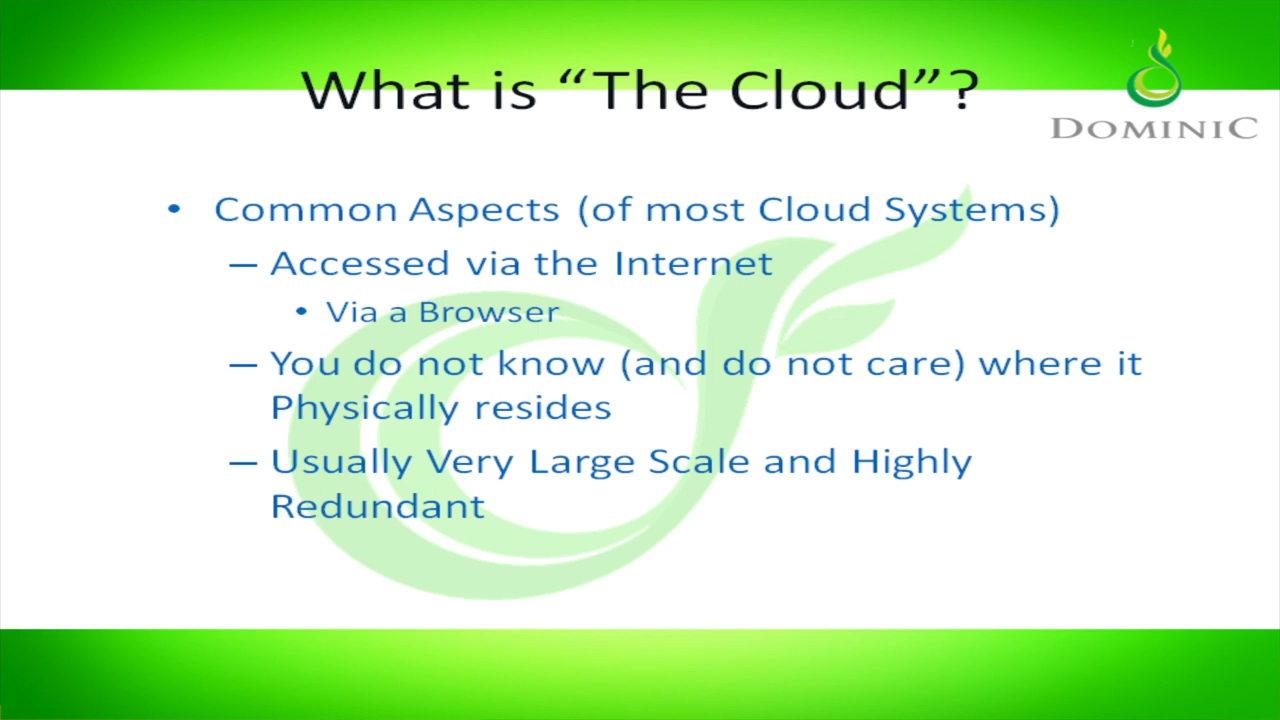 What is “The Cloud”?
DOMINIC
• Common Aspects (of most Cloud Systems)
– Accessed via the Internet
• Via a Browser
– You do not know (and do not care) where it
Physically resides
– Usually Very Large Scale and Highly
Redundant